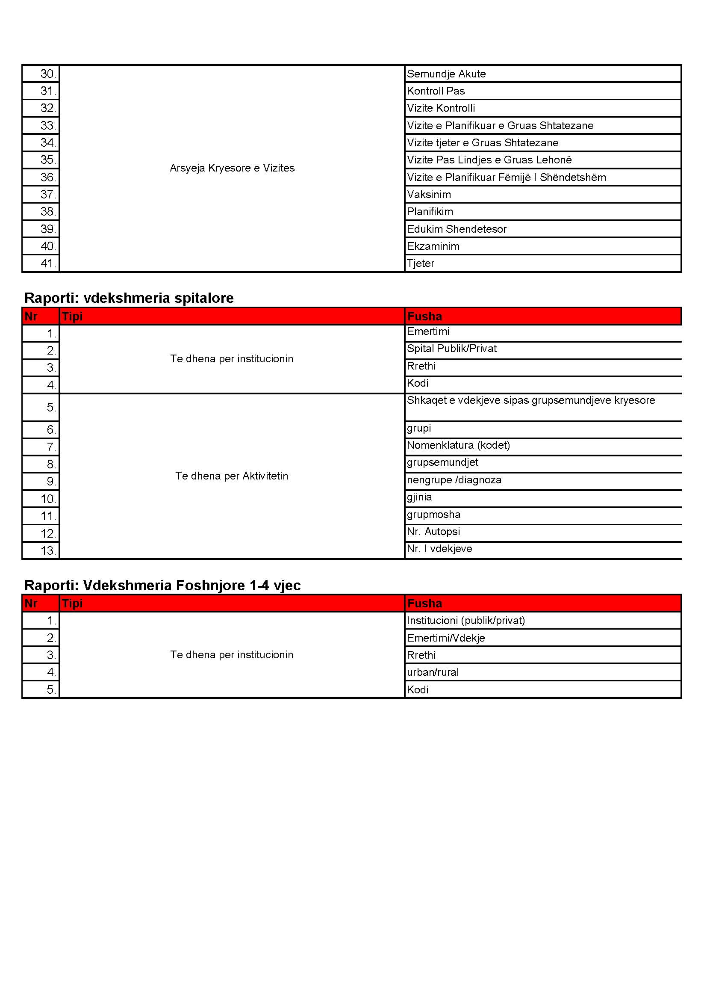 30. Semundje Akute
31. Kontroll Pas
32. Vizite Kontrolli
33. Vizite e Planifikuar e Gruas Shtatezane
34. Vizite tjeter e Gruas Shtatezane
35. Vizite Pas Lindjes e Gruas Lehonë
Arsyeja Kryesore e Vizites
36. Vizite e Planifikuar Fëmijë I Shëndetshëm
37. Vaksinim
38. Planifikim
39. Edukim Shendetesor
40. Ekzaminim
41. Tjeter
Raporti: vdekshmeria spitalore
Nr Tipi Fusha
1. Emertimi
2. Spital Publik/Privat
Te dhena per institucionin
3. Rrethi
4. Kodi
5. Shkaqet e vdekjeve sipas grupsemundjeve kryesore
6. grupi
7. Nomenklatura (kodet)
8. grupsemundjet
Te dhena per Aktivitetin
9. nengrupe /diagnoza
10. gjinia
11. grupmosha
12. Nr. Autopsi
13. Nr. I vdekjeve
Raporti: Vdekshmeria Foshnjore 1-4 vjec
Nr Tipi Fusha
1. Institucioni (publik/privat)
2. Emertimi/Vdekje
3. Te dhena per institucionin Rrethi
4. urban/rural
5. Kodi